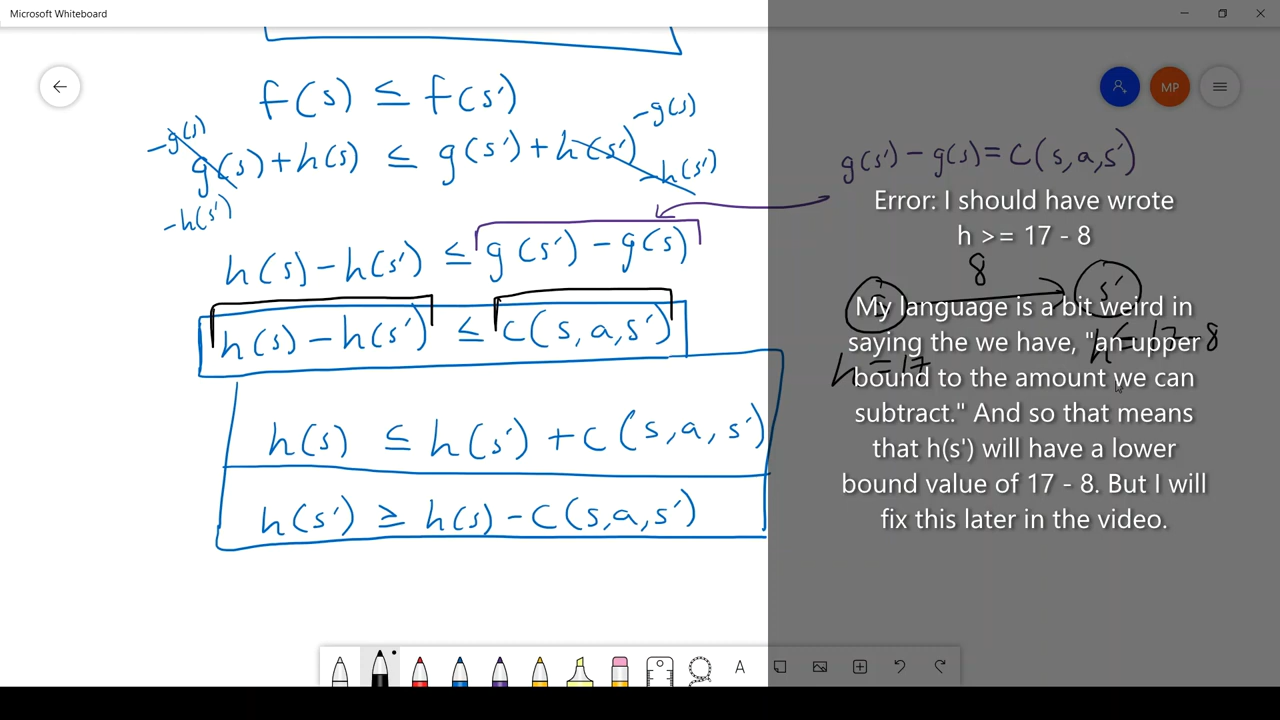 Microsoft Whiteboard
MP
f(s) ≤ f(s')
-g(s)
-g(s)
g(s) + h(s) ≤ g(s') + h(s')
-h(s')
-h(s')
h(s) - h(s') ≤ g(s') - g(s)
h(s) - h(s') ≤ c(s,a,s')
h(s) ≤ h(s') + c(s,a,s')
h(s') ≥ h(s) - c(s,a,s')
g(s') - g(s) = c(s,a,s')
Error: I should have wrote
h >= 17 - 8
8
s'
h = 17
My language is a bit weird in
saying the we have, "an upper
bound to the amount we can
subtract." And so that means
that h(s') will have a lower
bound value of 17 - 8. But I will
fix this later in the video.
A